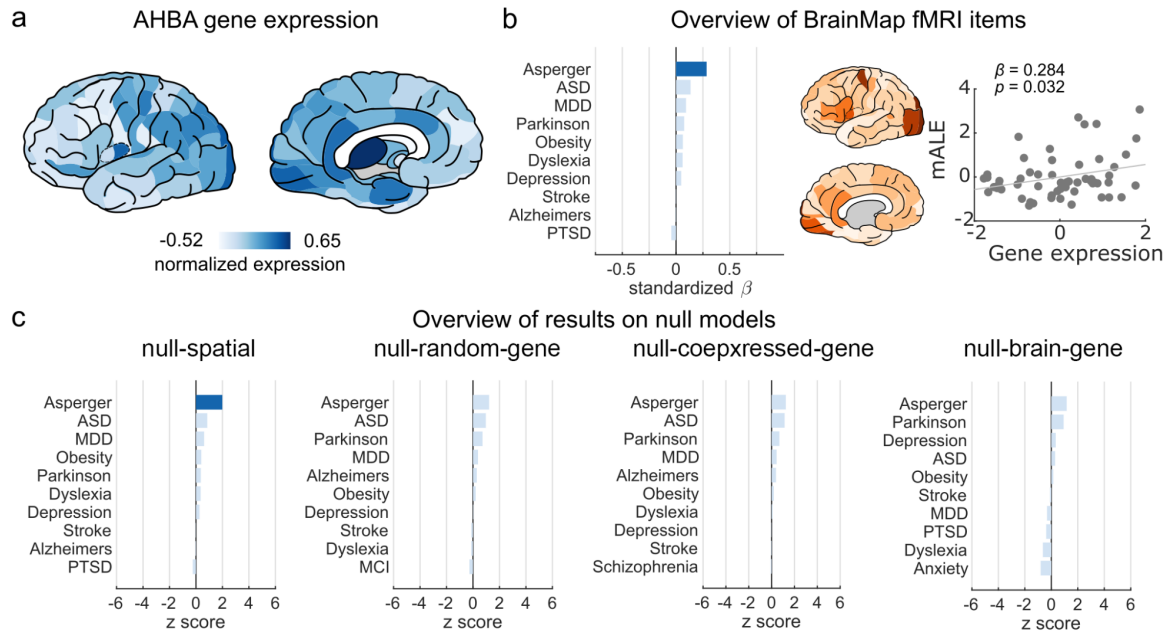 a
AHBA gene expression
-0.52
0.65
normalized expression
b
Overview of BrainMap fMRI items
Asperger
ASD
MDD
Parkinson
Obesity
Dyslexia
Depression
Stroke
Alzheimers
PTSD
-0.5 0 0.5
standardized β
β = 0.284
p = 0.032
mALE
4
2
0
-2
-2 0 2
Gene expression
c
Overview of results on null models
null-spatial
Asperger
ASD
MDD
Obesity
Parkinson
Dyslexia
Depression
Stroke
Alzheimers
PTSD
-6 -4 -2 0 2 4 6
z score
null-random-gene
Asperger
ASD
Parkinson
MDD
Alzheimers
Obesity
Depression
Stroke
Dyslexia
MCI
-6 -4 -2 0 2 4 6
z score
null-coepxressed-gene
Asperger
ASD
Parkinson
MDD
Alzheimers
Obesity
Dyslexia
Depression
Stroke
Schizophrenia
-6 -4 -2 0 2 4 6
z score
null-brain-gene
Asperger
Parkinson
Depression
ASD
Obesity
Stroke
MDD
PTSD
Dyslexia
Anxiety
-6 -4 -2 0 2 4 6
z score